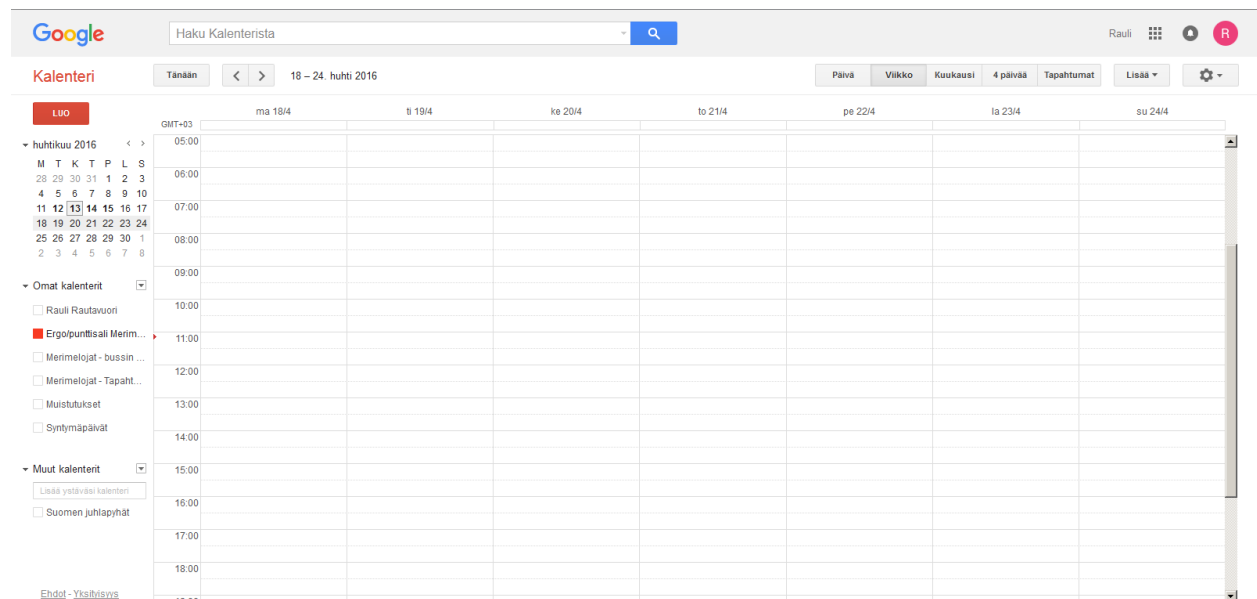 Google Haku Kalenterista Rauli R
Kalenteri Tänään 18 – 24. huhti 2016 Päivä Viikko Kuukausi 4 päivää Tapahtumat Lisää
LUO
huhtikuu 2016
M T K T P L S
28 29 30 31 1 2 3
4 5 6 7 8 9 10
11 12 13 14 15 16 17
18 19 20 21 22 23 24
25 26 27 28 29 30 1
2 3 4 5 6 7 8
Omat kalenterit
Rauli Rautavuori
Ergo/punttisali Merim...
Merimelojat - bussin ...
Merimelojat - Tapaht...
Muistutukset
Syntymäpäivät
Muut kalenterit
Lisää ystäväsi kalenteri
Suomen juhlapyhät
Ehdot - Yksityisyys
ma 18/4 ti 19/4 ke 20/4 to 21/4 pe 22/4 la 23/4 su 24/4
GMT+03
05:00
06:00
07:00
08:00
09:00
10:00
11:00
12:00
13:00
14:00
15:00
16:00
17:00
18:00